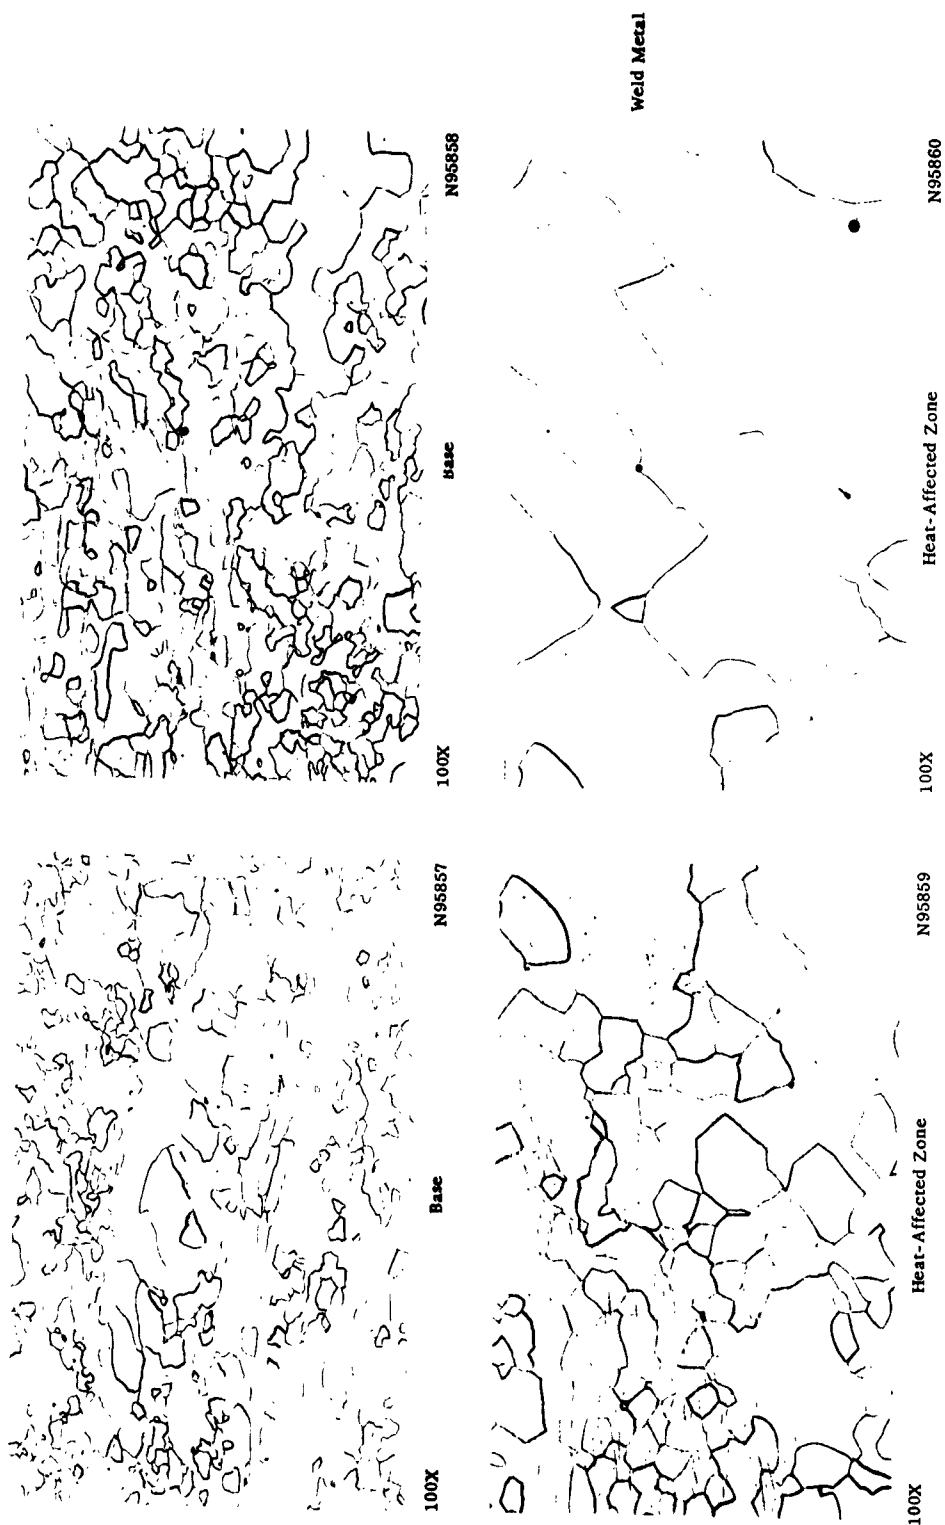 100X Base N95857
100X Base N95858
Weld Metal
100X Heat-Affected Zone N95859
100X Heat-Affected Zone N95860